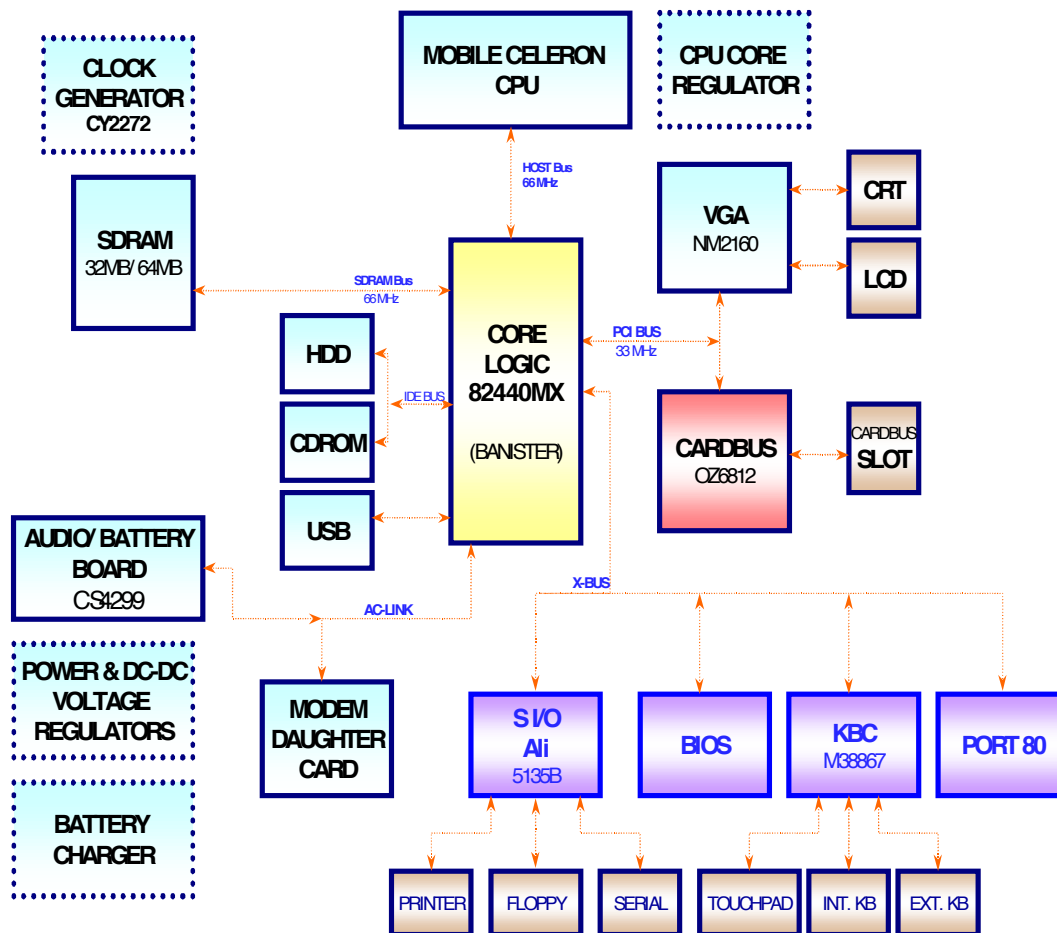 CLOCK
GENERATOR
CY2272
MOBILE CELERON
CPU
CPU CORE
REGULATOR
HOST Bus
66 MHz
SDRAM
32MB/ 64MB
VGA
NM2160
CRT
LCD
SDRAM Bus
66 MHz
CORE
LOGIC
82440MX
(BANISTER)
PCI BUS
33 MHz
HDD
IDE BUS
CDROM
USB
CARDBUS
OZ6812
CARDBUS
SLOT
AUDIO/ BATTERY
BOARD
CS4299
AC-LINK
X-BUS
POWER & DC-DC
VOLTAGE
REGULATORS
MODEM
DAUGHTER
CARD
S I/O
ALi
5135B
BIOS
KBC
M38867
PORT 80
BATTERY
CHARGER
PRINTER
FLOPPY
SERIAL
TOUCHPAD
INT. KB
EXT. KB